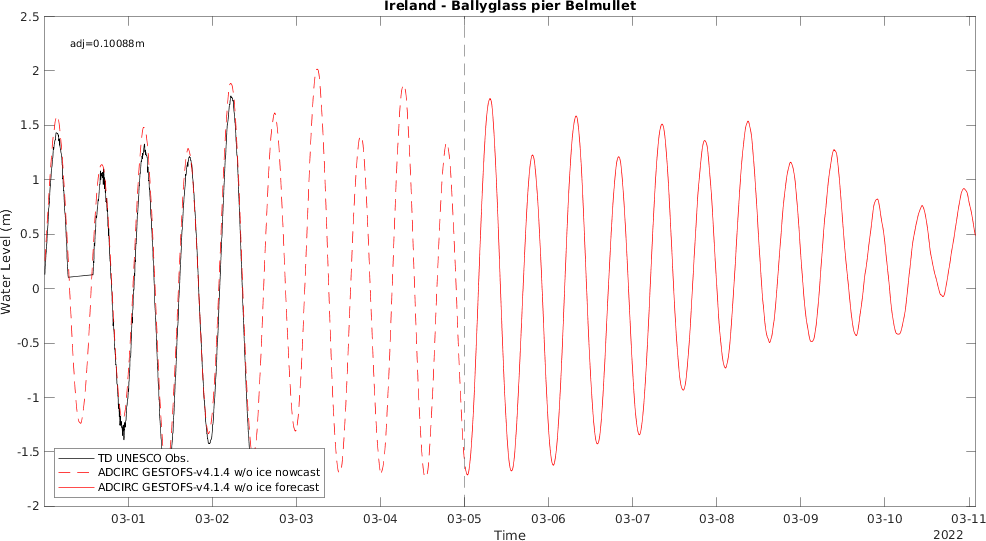 Ireland - Ballyglass pier Belmullet
adj=0.10088m
2.5
2
1.5
1
0.5
0
-0.5
-1
-1.5
-2
Water Level (m)
TD UNESCO Obs.
ADCIRC GESTOFS-v4.1.4 w/o ice nowcast
ADCIRC GESTOFS-v4.1.4 w/o ice forecast
03-01 03-02 03-03 03-04 03-05 03-06 03-07 03-08 03-09 03-10 03-11
Time
2022